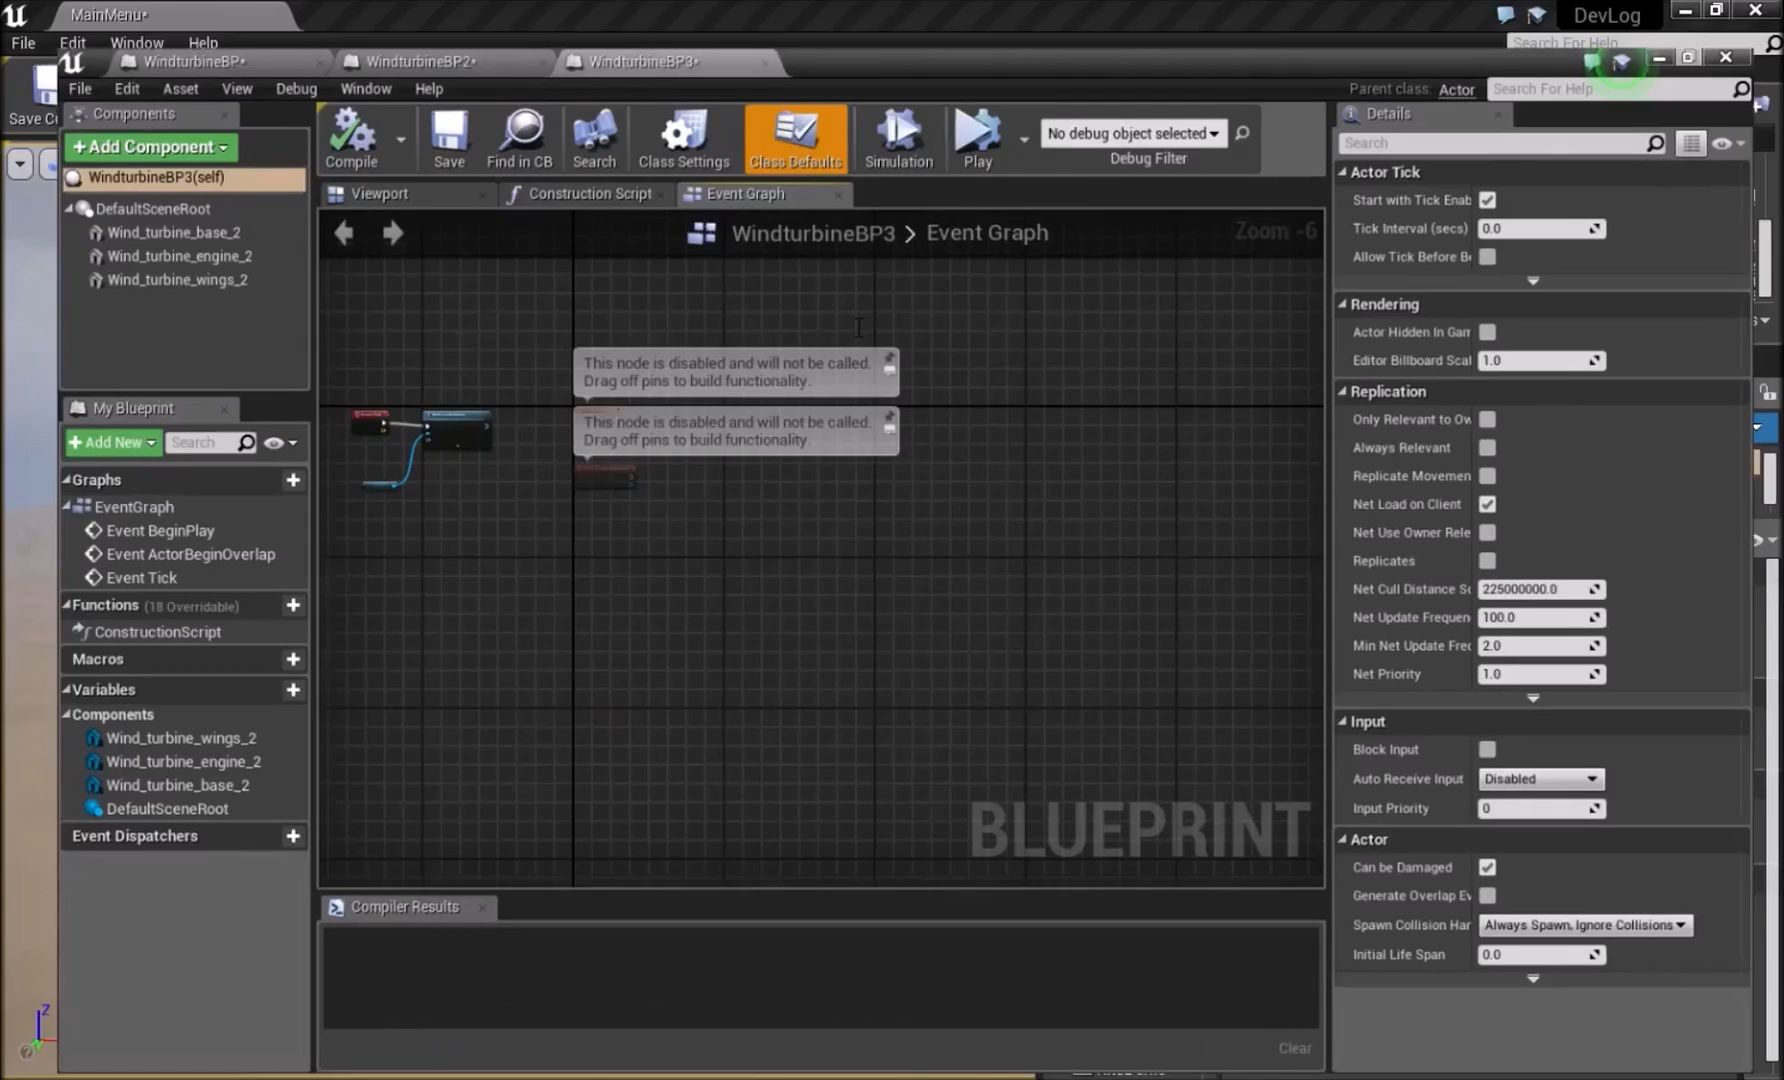 MainMenu*
DevLog
File Edit Window Help
Search For Help
WindturbineBP* WindturbineBP2* WindturbineBP3*
File Edit Asset View Debug Window Help
Parent class: Actor
Search For Help
Save
Components
+Add Component
WindturbineBP3(self)
DefaultSceneRoot
Wind_turbine_base_2
Wind_turbine_engine_2
Wind_turbine_wings_2
Compile
Save
Find in CB
Search
Class Settings
Class Defaults
Simulation
Play
No debug object selected
Debug Filter
Viewport
Construction Script
Event Graph
WindturbineBP3 > Event Graph
Zoom -6
This node is disabled and will not be called.
Drag off pins to build functionality.
This node is disabled and will not be called.
Drag off pins to build functionality.
BLUEPRINT
My Blueprint
+Add New
Search
Graphs
EventGraph
Event BeginPlay
Event ActorBeginOverlap
Event Tick
Functions (18 Overridable)
ConstructionScript
Macros
Variables
Components
Wind_turbine_wings_2
Wind_turbine_engine_2
Wind_turbine_base_2
DefaultSceneRoot
Event Dispatchers
Compiler Results
Clear
Details
Search
Actor Tick
Start with Tick Enab
Tick Interval (secs) 0.0
Allow Tick Before Be
Rendering
Actor Hidden In Gam
Editor Billboard Scal 1.0
Replication
Only Relevant to Ow
Always Relevant
Replicate Movemen
Net Load on Client
Net Use Owner Rele
Replicates
Net Cull Distance Sc 225000000.0
Net Update Frequen 100.0
Min Net Update Frec 2.0
Net Priority 1.0
Input
Block Input
Auto Receive Input Disabled
Input Priority 0
Actor
Can be Damaged
Generate Overlap Ev
Spawn Collision Har Always Spawn, Ignore Collisions
Initial Life Span 0.0
Z